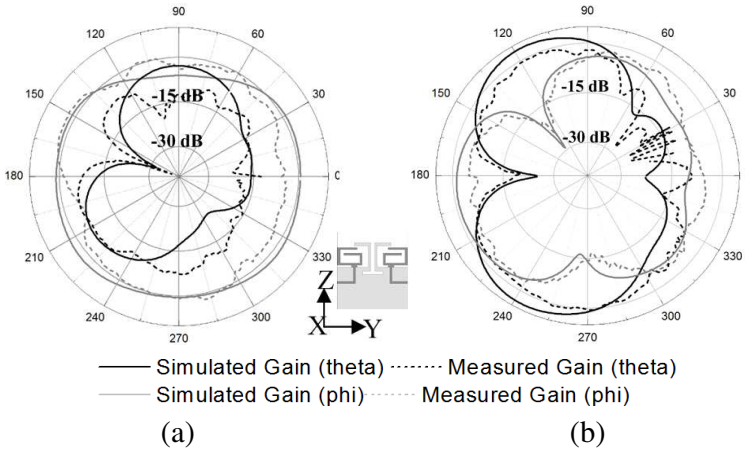 90
120
60
150
30
-15 dB
-30 dB
180
0
210
330
240
300
270
90
120
60
150
30
-15 dB
-30 dB
180
0
210
330
240
300
270
Z
X
Y
Simulated Gain (theta)
Measured Gain (theta)
Simulated Gain (phi)
Measured Gain (phi)
(a)
(b)